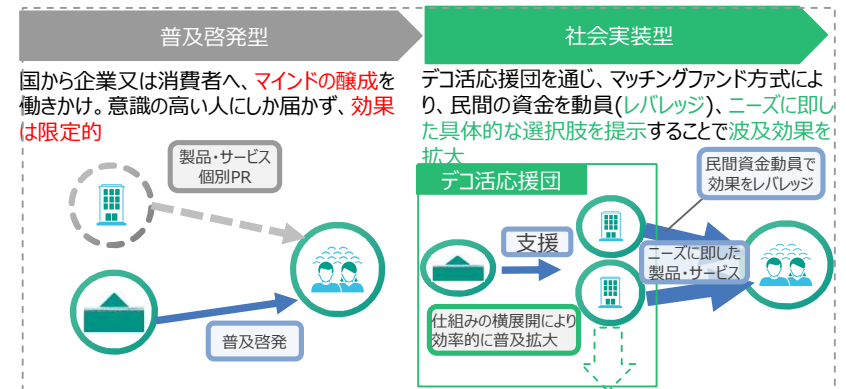 普及啓発型
社会実装型
国から企業又は消費者へ、マインドの醸成を
働きかけ。意識の高い人にしか届かず、効果
は限定的
デコ活応援団を通じ、マッチングファンド方式によ
り、民間の資金を動員(レバレッジ)、ニーズに即し
た具体的な選択肢を提示することで波及効果を
拡大
製品・サービス
個別PR
普及啓発
デコ活応援団
民間資金動員で
効果をレバレッジ
支援
ニーズに即した
製品・サービス
仕組みの横展開により
効率的に普及拡大